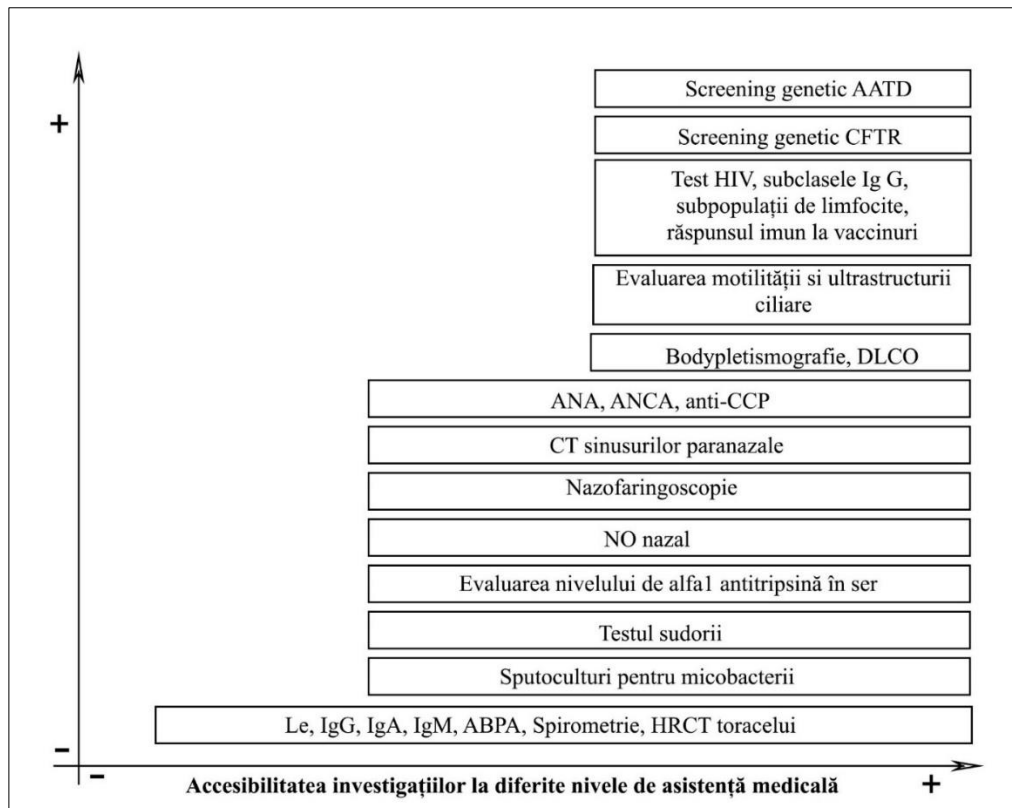 +
Screening genetic AATD
Screening genetic CFTR
Test HIV, subclasele Ig G,
subpopulații de limfocite,
răspunsul imun la vaccinuri
Evaluarea motilității si ultrastructurii
ciliare
Bodypletismografie, DLCO
ANA, ANCA, anti-CCP
CT sinusurilor paranazale
Nazofaringoscopie
NO nazal
Evaluarea nivelului de alfa1 antitripsină în ser
Testul sudorii
Sputoculturi pentru micobacterii
Le, IgG, IgA, IgM, ABPA, Spirometrie, HRCT toracelui
–
– Accesibilitatea investigațiilor la diferite nivele de asistență medicală +